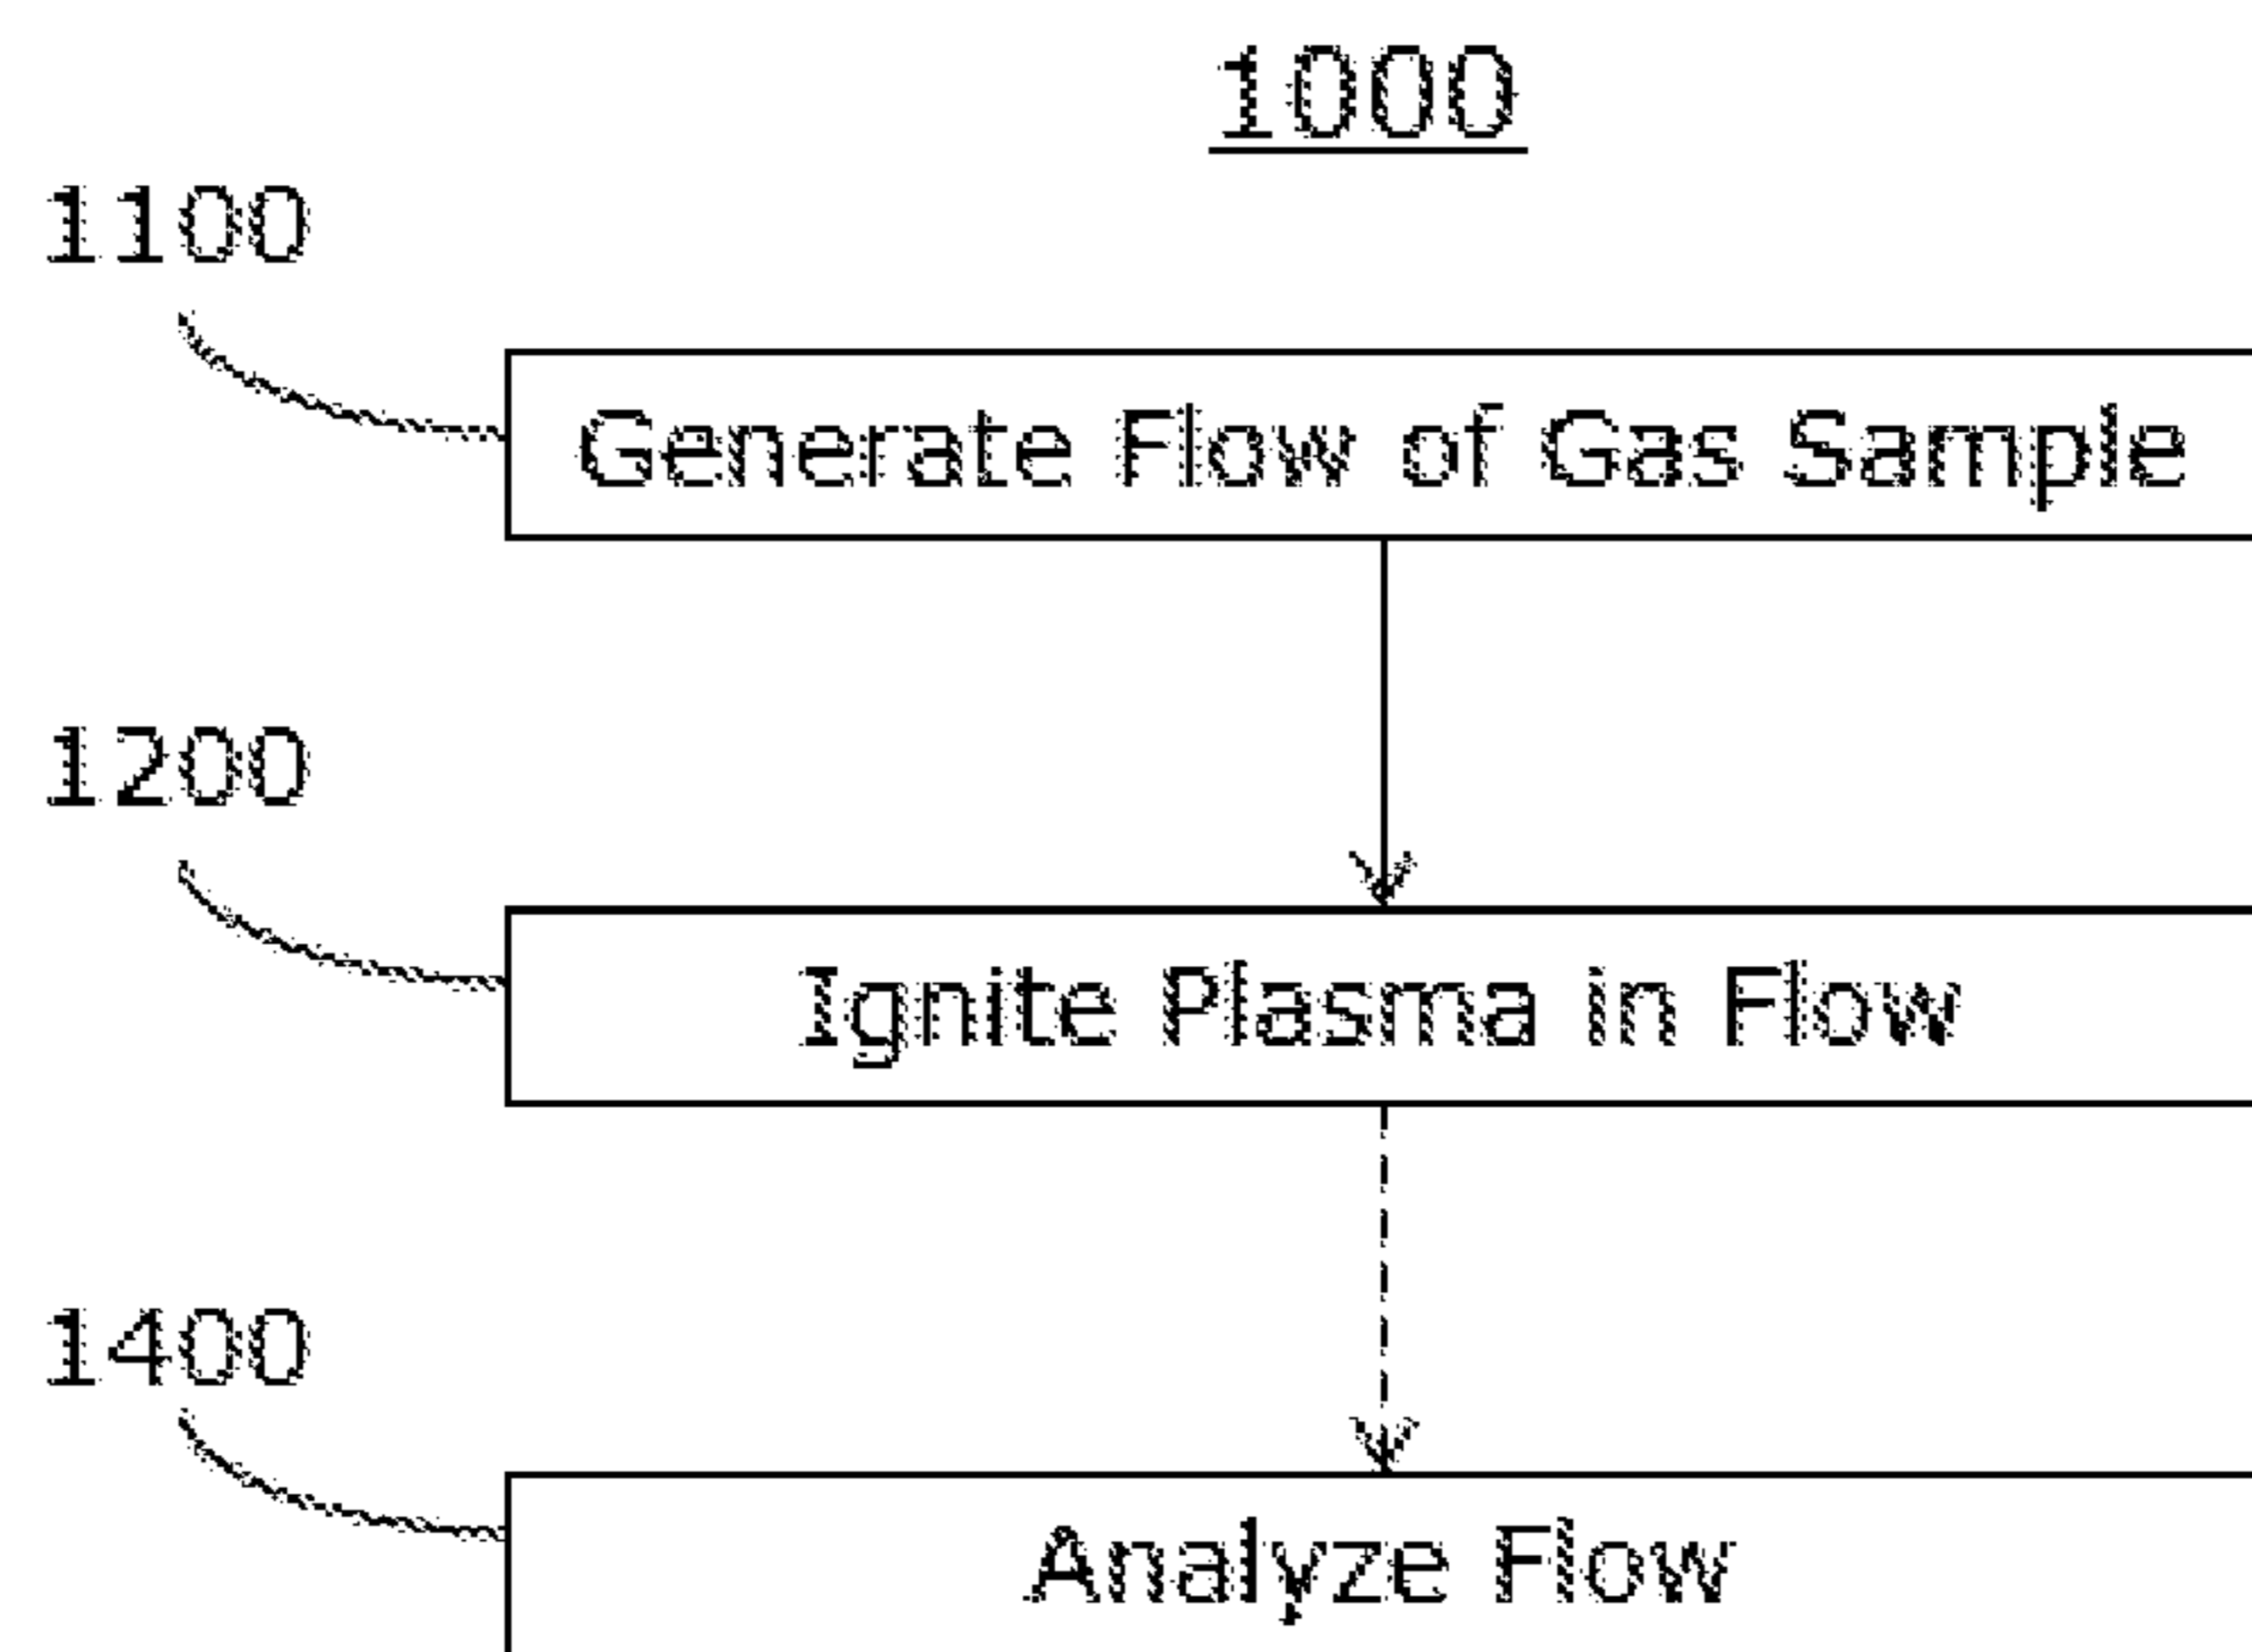 1000
1100
Generate Flow of Gas Sample
1200
Ignite Plasma in Flow
1400
Analyze Flow